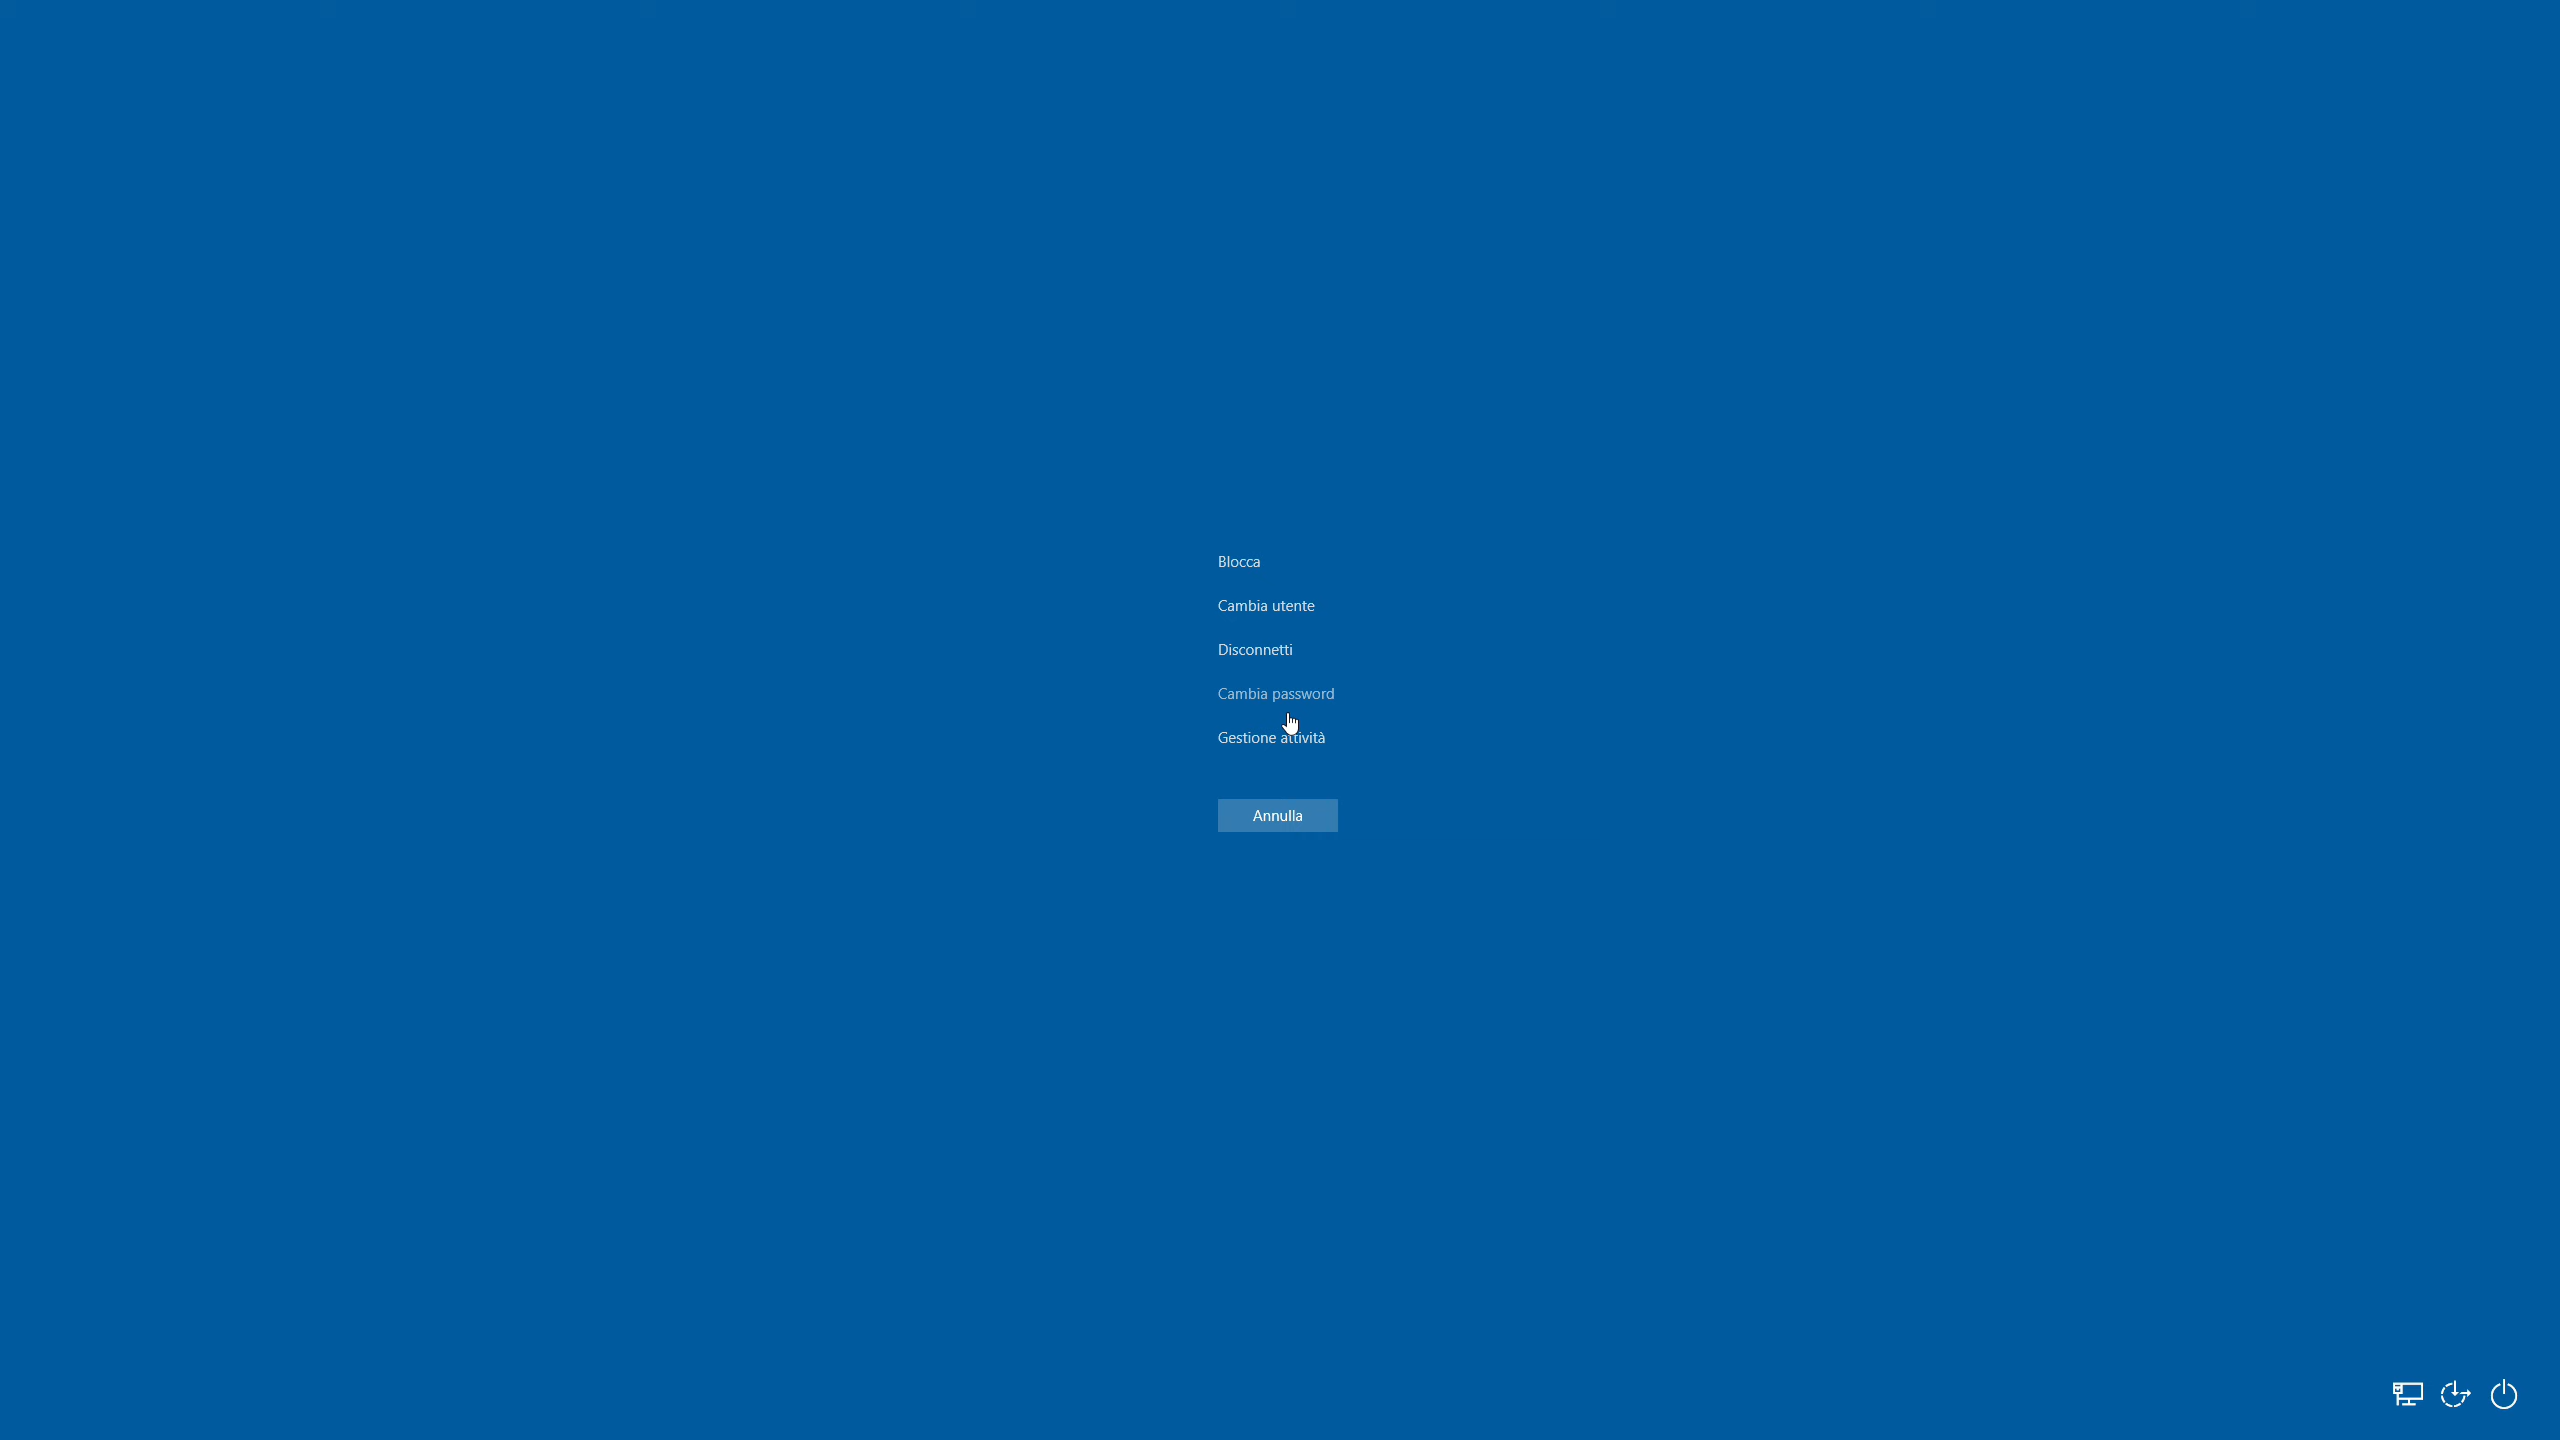 Blocca
Cambia utente
Disconnetti
Cambia password
Gestione attività
Annulla